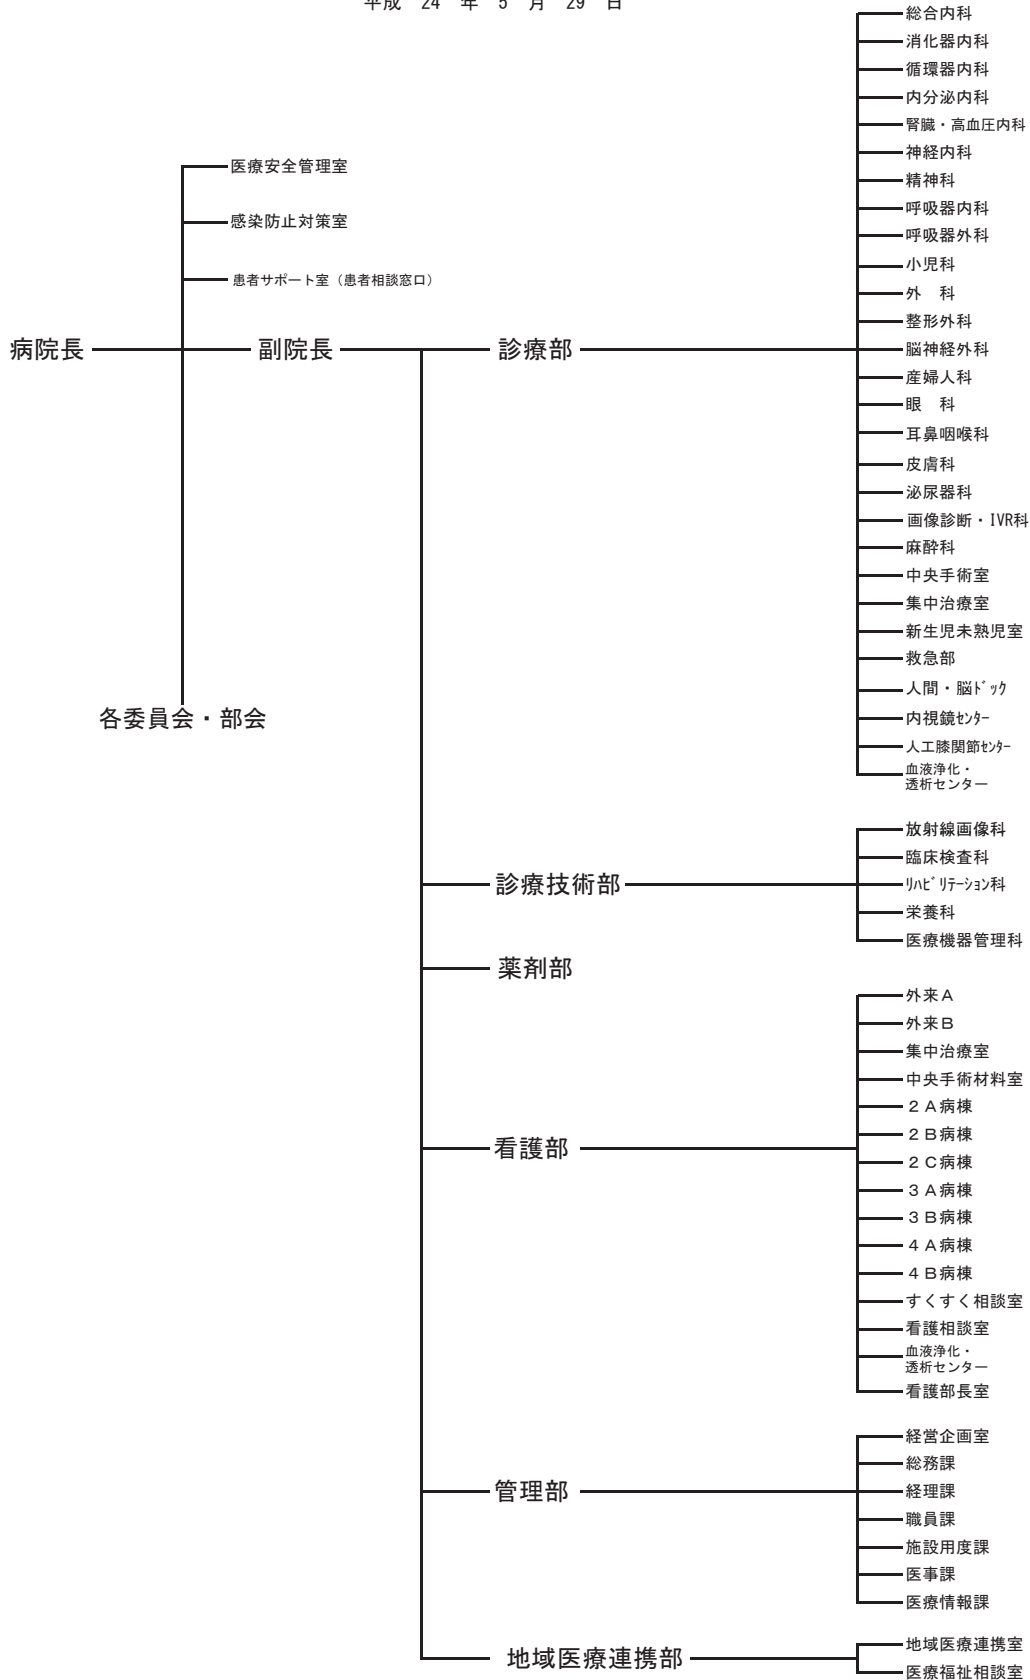 平成 24 年 5 月 29 日
病院長
医療安全管理室
感染防止対策室
患者サポート室（患者相談窓口）
副院長
各委員会・部会
診療部
総合内科
消化器内科
循環器内科
内分泌内科
腎臓・高血圧内科
神経内科
精神科
呼吸器内科
呼吸器外科
小児科
外　科
整形外科
脳神経外科
産婦人科
眼　科
耳鼻咽喉科
皮膚科
泌尿器科
画像診断・IVR科
麻酔科
中央手術室
集中治療室
新生児未熟児室
救急部
人間・脳ﾄﾞｯｸ
内視鏡ｾﾝﾀｰ
人工膝関節ｾﾝﾀｰ
血液浄化・
透析センター
診療技術部
放射線画像科
臨床検査科
ﾘﾊﾋﾞﾘﾃｰｼｮﾝ科
栄養科
医療機器管理科
薬剤部
看護部
外来Ａ
外来Ｂ
集中治療室
中央手術材料室
２Ａ病棟
２Ｂ病棟
２Ｃ病棟
３Ａ病棟
３Ｂ病棟
４Ａ病棟
４Ｂ病棟
すくすく相談室
看護相談室
血液浄化・
透析センター
看護部長室
管理部
経営企画室
総務課
経理課
職員課
施設用度課
医事課
医療情報課
地域医療連携部
地域医療連携室
医療福祉相談室